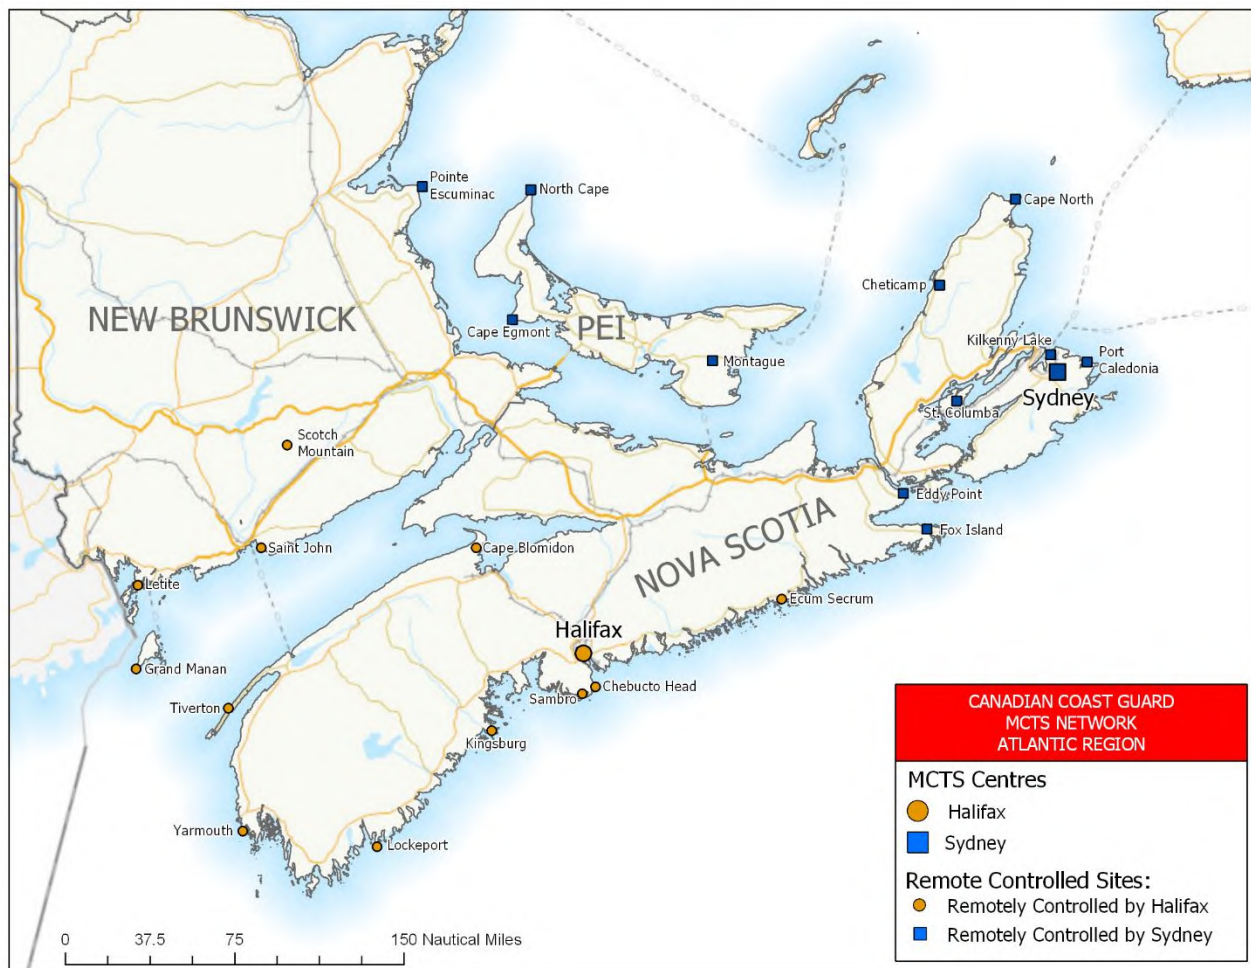 Pointe
Escuminac
North Cape
Cape North
Cheticamp
NEW BRUNSWICK
Cape Egmont
PEI
Kilkenny Lake
Port
Caledonia
Montague
Sydney
St. Columba
Scotch
Mountain
Eddy Point
Fox Island
NOVA SCOTIA
Saint John
Cape Blomidon
Letite
Ecum Secrum
Halifax
Grand Manan
Chebucto Head
Sambro
Tiverton
Kingsburg
Yarmouth
Lockeport
CANADIAN COAST GUARD
MCTS NETWORK
ATLANTIC REGION
MCTS Centres
Halifax
Sydney
Remote Controlled Sites:
Remotely Controlled by Halifax
Remotely Controlled by Sydney
0 37.5 75 150 Nautical Miles